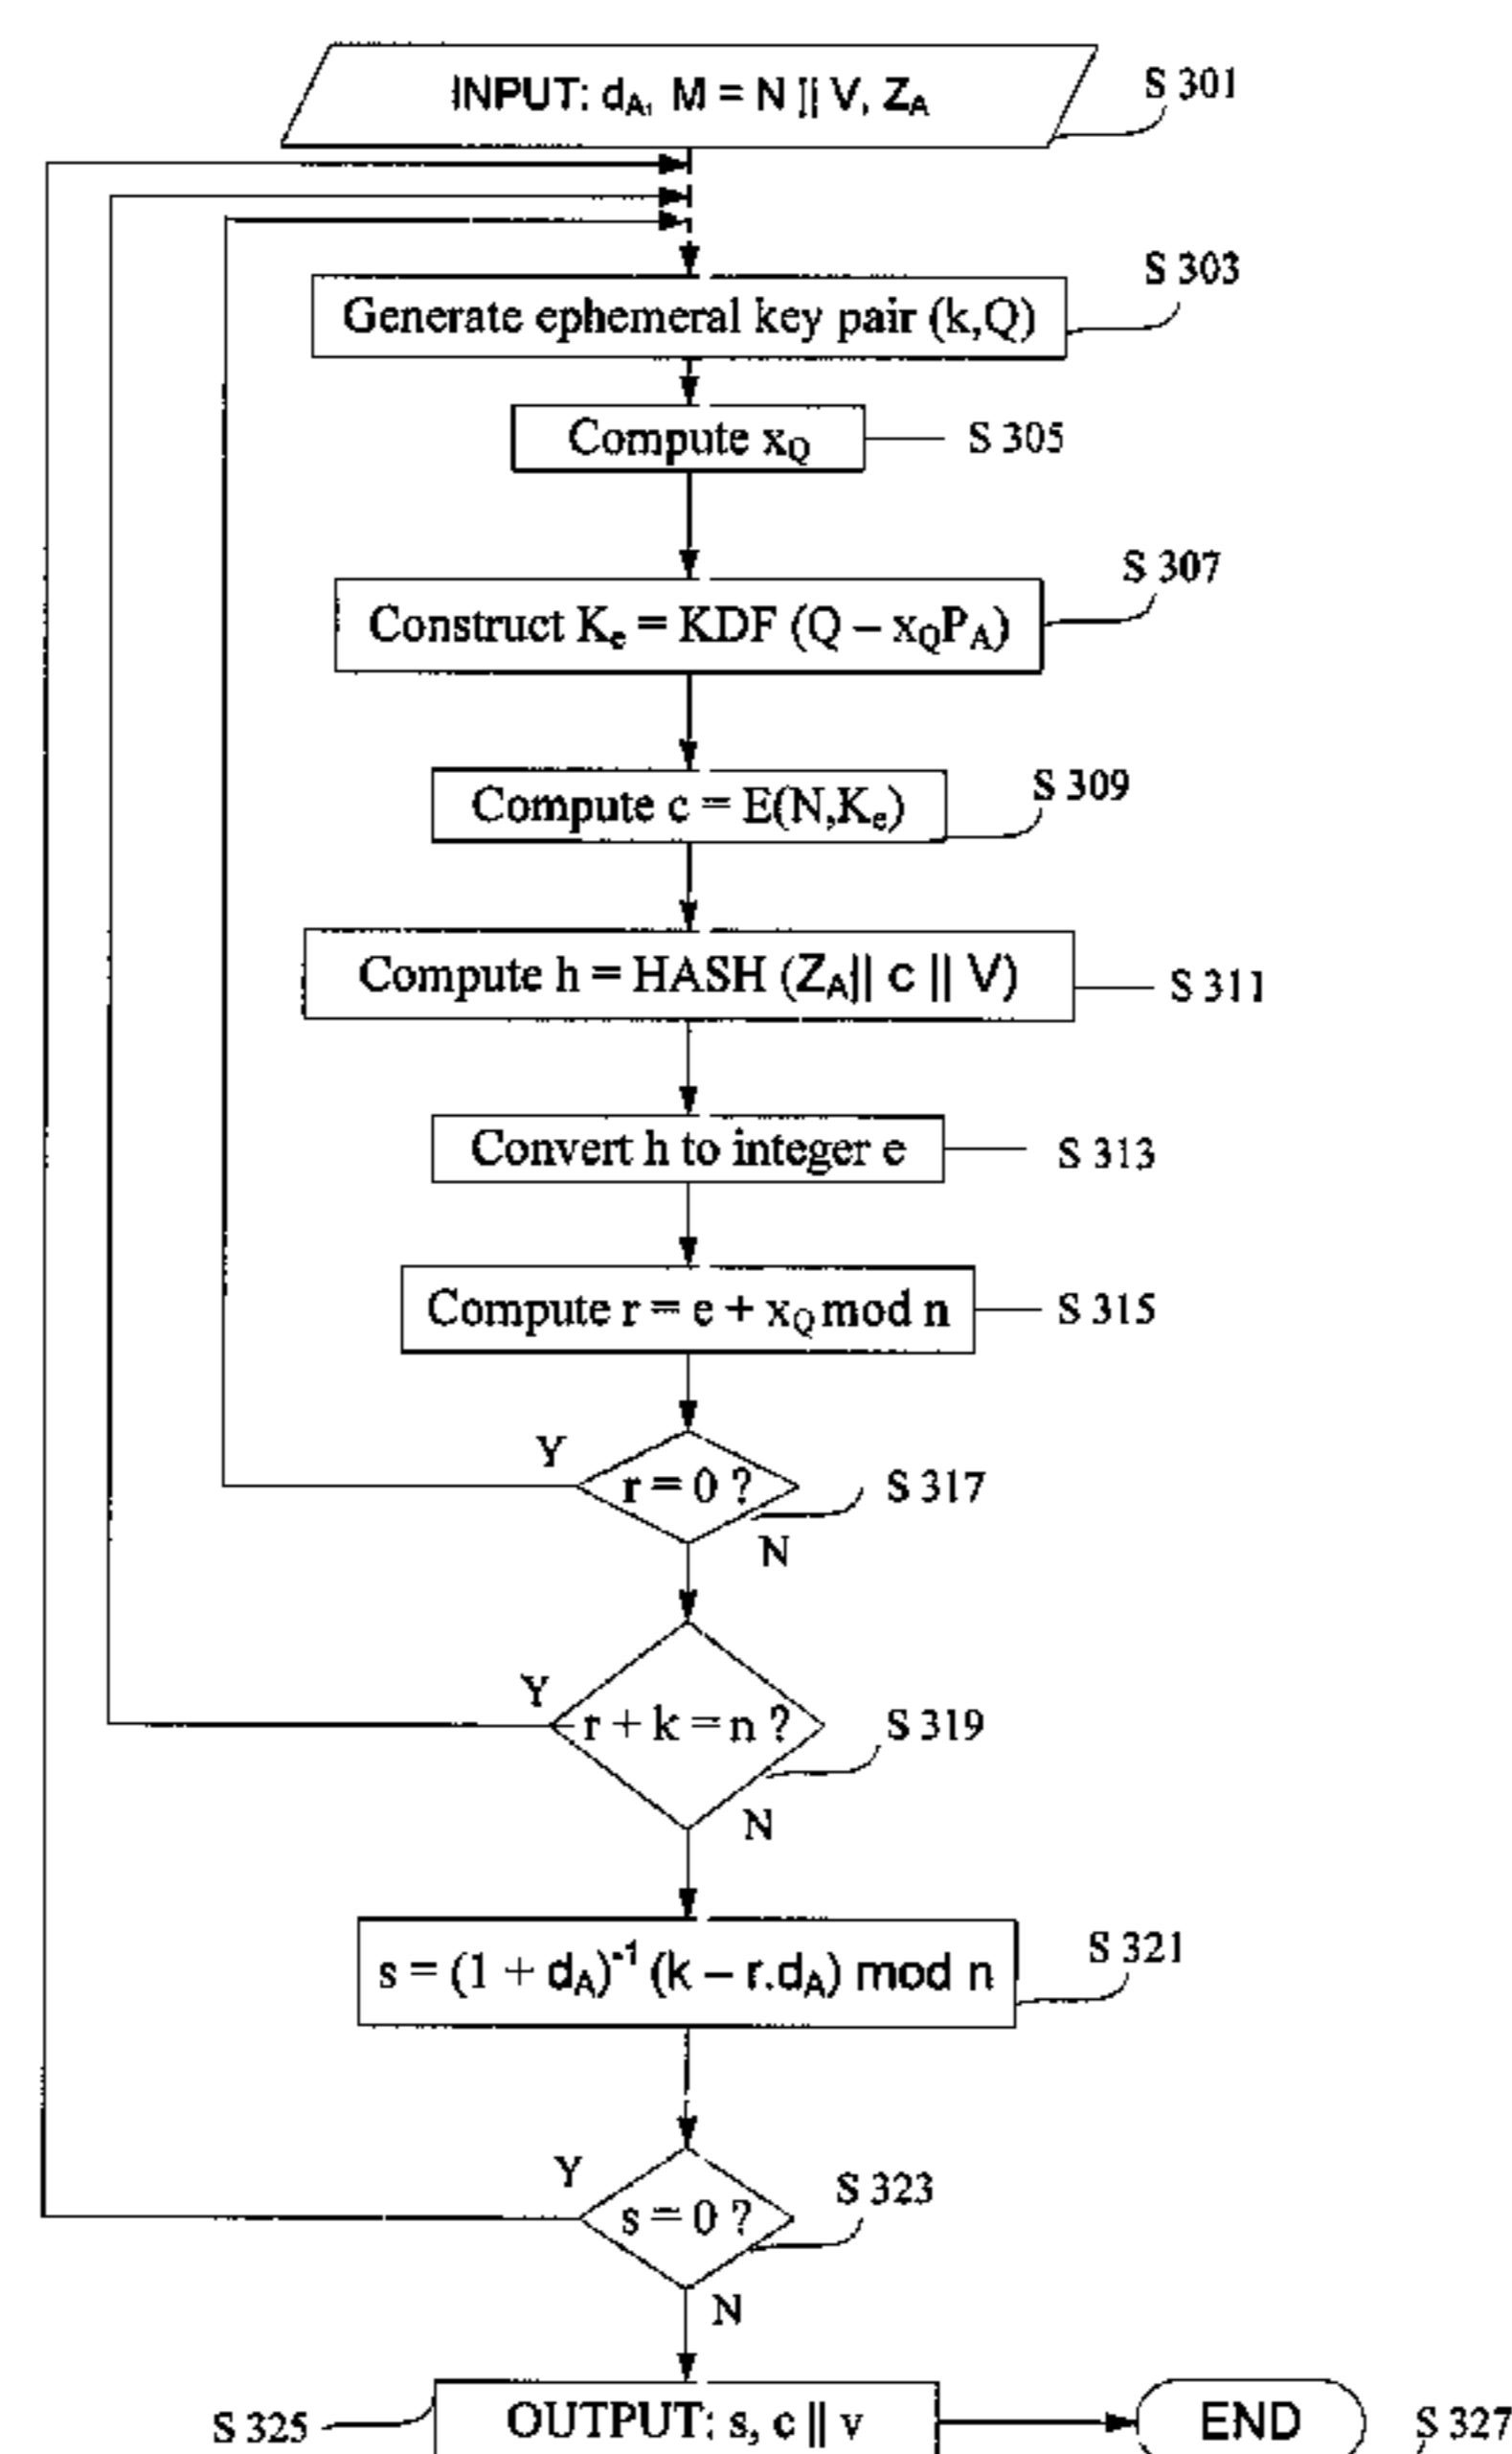 INPUT: dA, M = N || V, ZA
S 301
S 303
Generate ephemeral key pair (k,Q)
Compute xQ
S 305
S 307
Construct Ke = KDF (Q – xQPA)
S 309
Compute c = E(N,Ke)
Compute h = HASH (ZA|| c || V)
S 311
Convert h to integer e
S 313
Compute r = e + xQ mod n
S 315
Y
r = 0 ?
S 317
N
Y
r + k = n ?
S 319
N
S 321
s = (1 + dA)-1 (k – r.dA) mod n
Y
S 323
s = 0 ?
N
S 325
OUTPUT: s, c || v
END
S 327